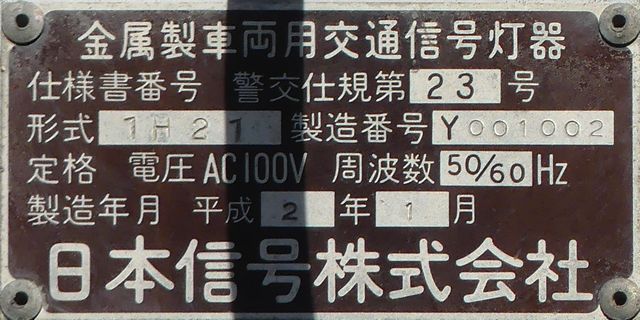 金属製車両用交通信号灯器
仕様書番号 警交仕規第 23 号
形式 1H21 製造番号 Y001002
定格 電圧 AC100V 周波数 50/60 Hz
製造年月 平成 2 年 1 月
日本信号株式会社